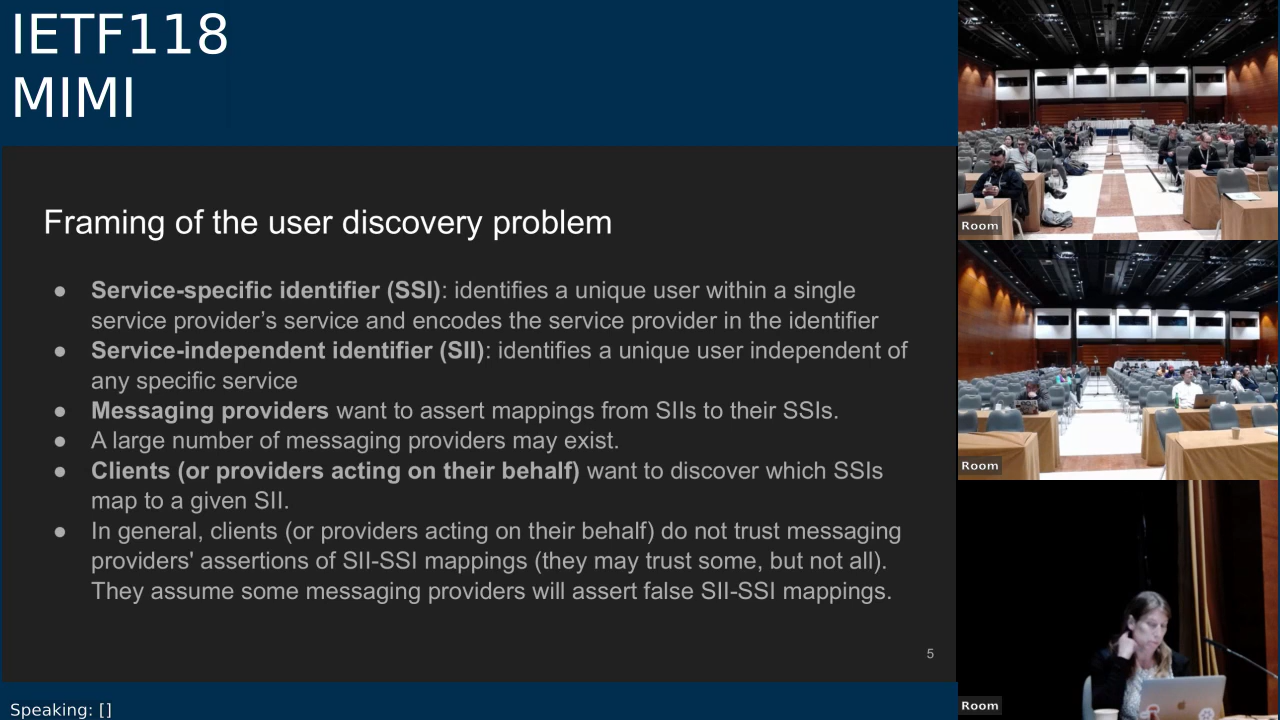 IETF118
MIMI
Framing of the user discovery problem
● Service-specific identifier (SSI): identifies a unique user within a single
service provider’s service and encodes the service provider in the identifier
● Service-independent identifier (SII): identifies a unique user independent of
any specific service
● Messaging providers want to assert mappings from SIIs to their SSIs.
● A large number of messaging providers may exist.
● Clients (or providers acting on their behalf) want to discover which SSIs
map to a given SII.
● In general, clients (or providers acting on their behalf) do not trust messaging
providers' assertions of SII-SSI mappings (they may trust some, but not all).
They assume some messaging providers will assert false SII-SSI mappings.
5
Speaking: []
Room
Room
Room